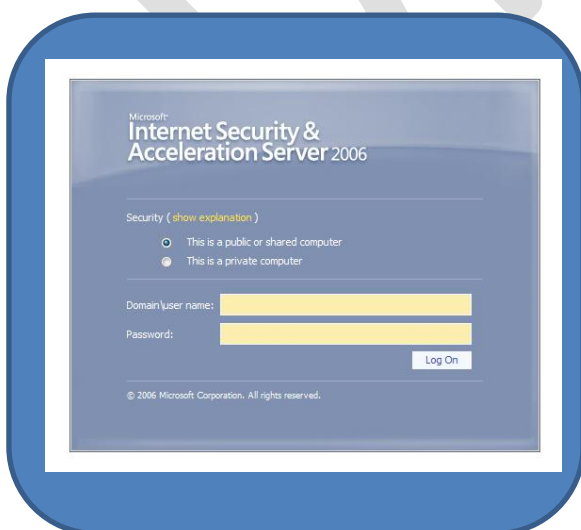 Microsoft®
Internet Security &
Acceleration Server 2006
Security ( show explanation )
This is a public or shared computer
This is a private computer
Domain\user name:
Password:
Log On
© 2006 Microsoft Corporation. All rights reserved.